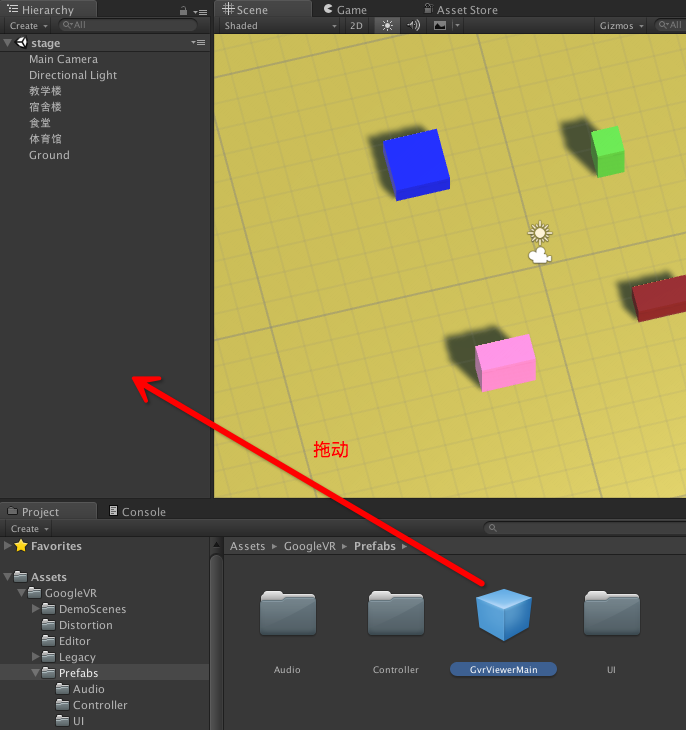 Hierarchy
Create
All
stage
Main Camera
Directional Light
教学楼
宿舍楼
食堂
体育馆
Ground
Scene
Game
Asset Store
Shaded
2D
Gizmos
All
拖动
Project
Console
Create
Favorites
Assets
GoogleVR
DemoScenes
Distortion
Editor
Legacy
Prefabs
Audio
Controller
UI
Assets
GoogleVR
Prefabs
Audio
Controller
GvrViewerMain
UI